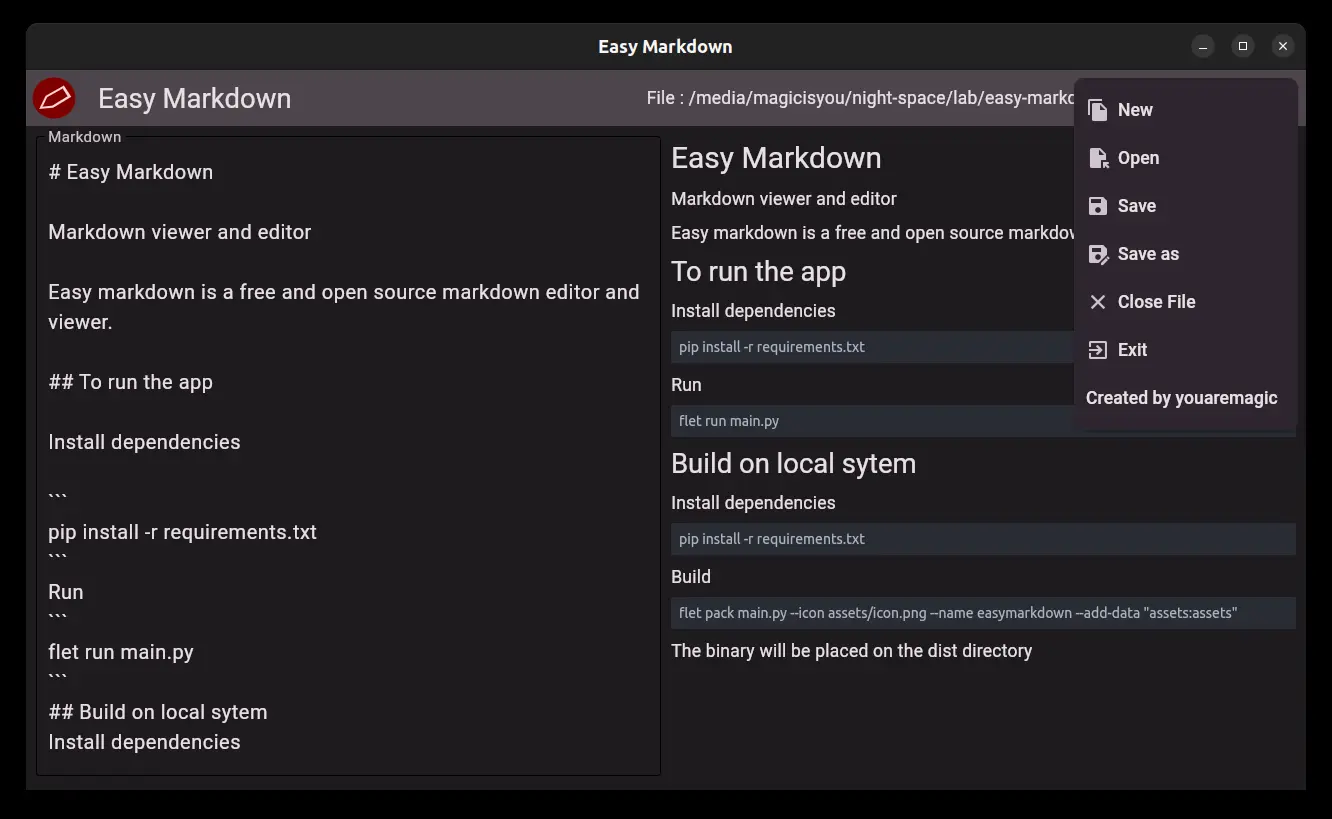 Easy Markdown
Easy Markdown
File : /media/magicisyou/night-space/lab/easy-markd
New
Open
Save
Save as
Close File
Exit
Created by youaremagic
Markdown
# Easy Markdown
Markdown viewer and editor
Easy markdown is a free and open source markdown editor and
viewer.
## To run the app
Install dependencies
```
pip install -r requirements.txt
```
Run
```
flet run main.py
```
## Build on local sytem
Install dependencies
Easy Markdown
Markdown viewer and editor
Easy markdown is a free and open source markdow
To run the app
Install dependencies
pip install -r requirements.txt
Run
flet run main.py
Build on local sytem
Install dependencies
pip install -r requirements.txt
Build
flet pack main.py --icon assets/icon.png --name easymarkdown --add-data "assets:assets"
The binary will be placed on the dist directory